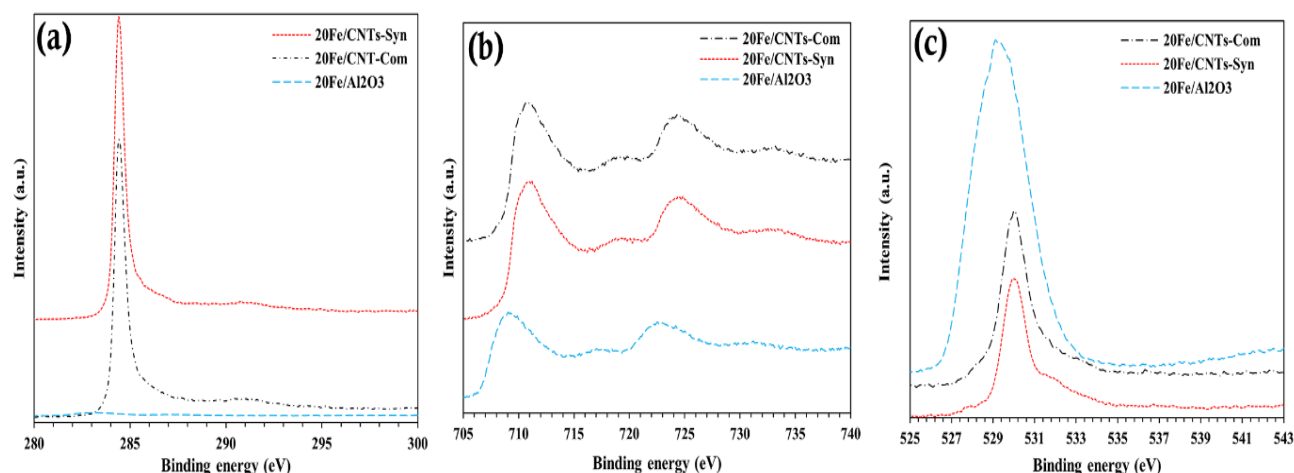 (a)
20Fe/CNTs-Syn
20Fe/CNT-Com
20Fe/Al2O3
Intensity (a.u.)
280 285 290 295 300
Binding energy (eV)
(b)
20Fe/CNTs-Com
20Fe/CNTs-Syn
20Fe/Al2O3
Intensity (a.u.)
705 710 715 720 725 730 735 740
Binding energy (eV)
(c)
20Fe/CNTs-Com
20Fe/CNTs-Syn
20Fe/Al2O3
Intensity (a.u.)
525 527 529 531 533 535 537 539 541 543
Binding energy (eV)